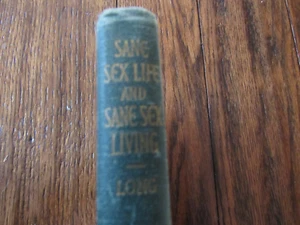 SANE
SEX LIFE
AND
SANE SEX
LIVING
LONG